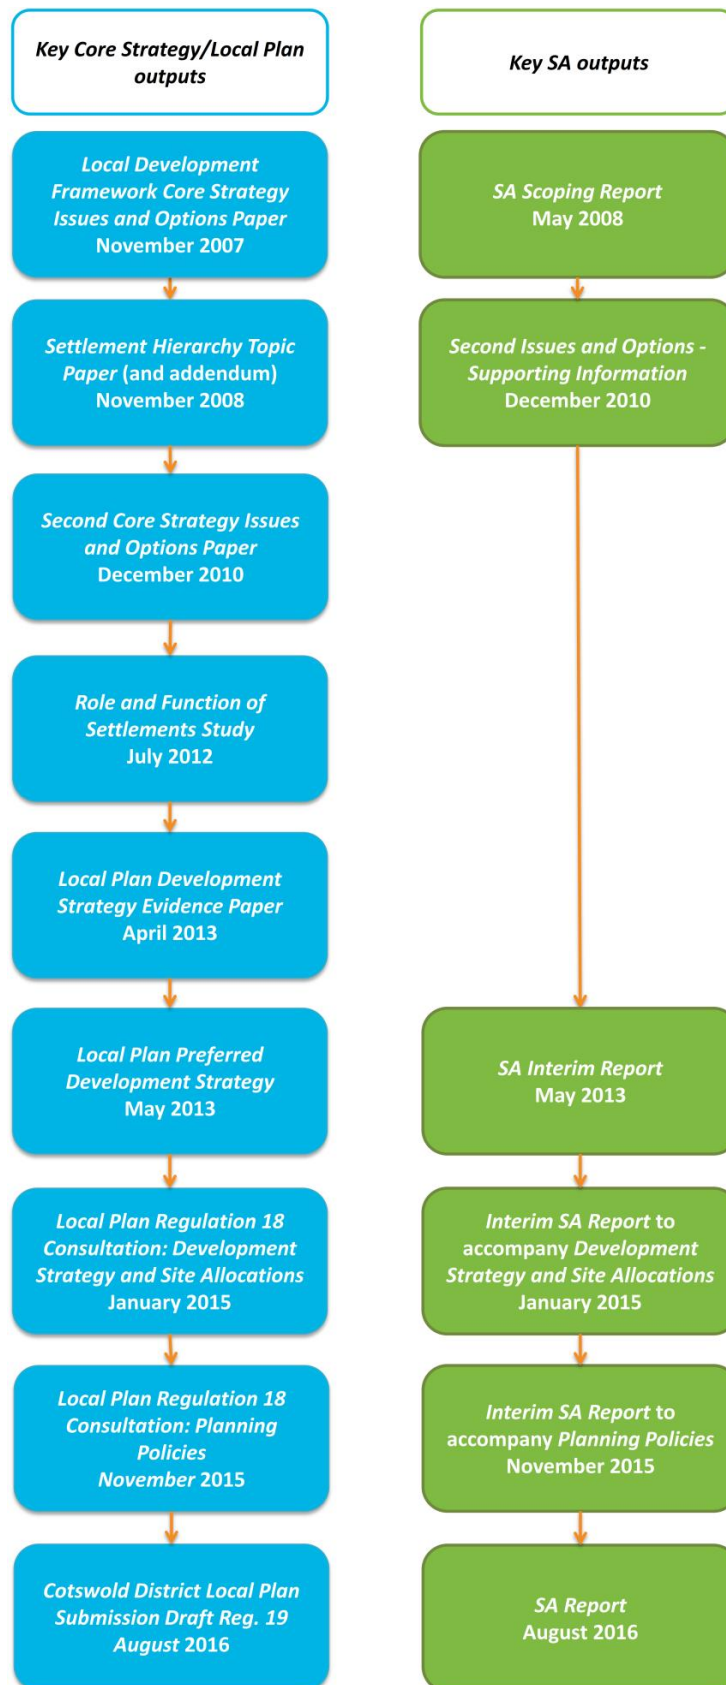 Key Core Strategy/Local Plan
outputs
Local Development
Framework Core Strategy
Issues and Options Paper
November 2007
Settlement Hierarchy Topic
Paper (and addendum)
November 2008
Second Core Strategy Issues
and Options Paper
December 2010
Role and Function of
Settlements Study
July 2012
Local Plan Development
Strategy Evidence Paper
April 2013
Local Plan Preferred
Development Strategy
May 2013
Local Plan Regulation 18
Consultation: Development
Strategy and Site Allocations
January 2015
Local Plan Regulation 18
Consultation: Planning
Policies
November 2015
Cotswold District Local Plan
Submission Draft Reg. 19
August 2016
Key SA outputs
SA Scoping Report
May 2008
Second Issues and Options -
Supporting Information
December 2010
SA Interim Report
May 2013
Interim SA Report to
accompany Development
Strategy and Site Allocations
January 2015
Interim SA Report to
accompany Planning Policies
November 2015
SA Report
August 2016